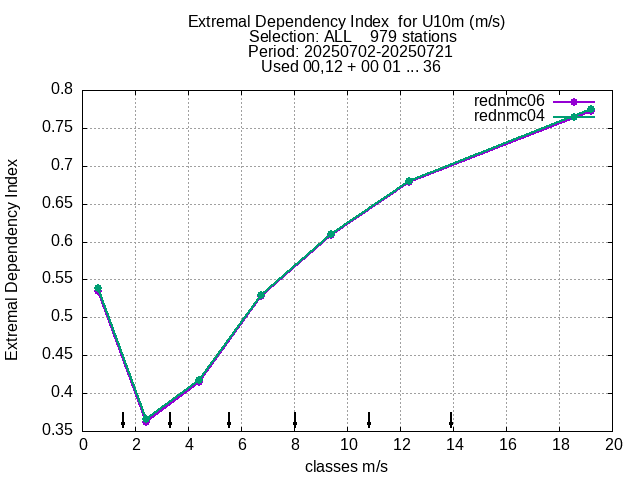 Extremal Dependency Index  for U10m (m/s)
Selection: ALL    979 stations
Period: 20250702-20250721
Used 00,12 + 00 01 ... 36
rednmc06
rednmc04
0.8
0.75
0.7
0.65
0.6
0.55
0.5
0.45
0.4
0.35
Extremal Dependency Index
0 2 4 6 8 10 12 14 16 18 20
classes m/s